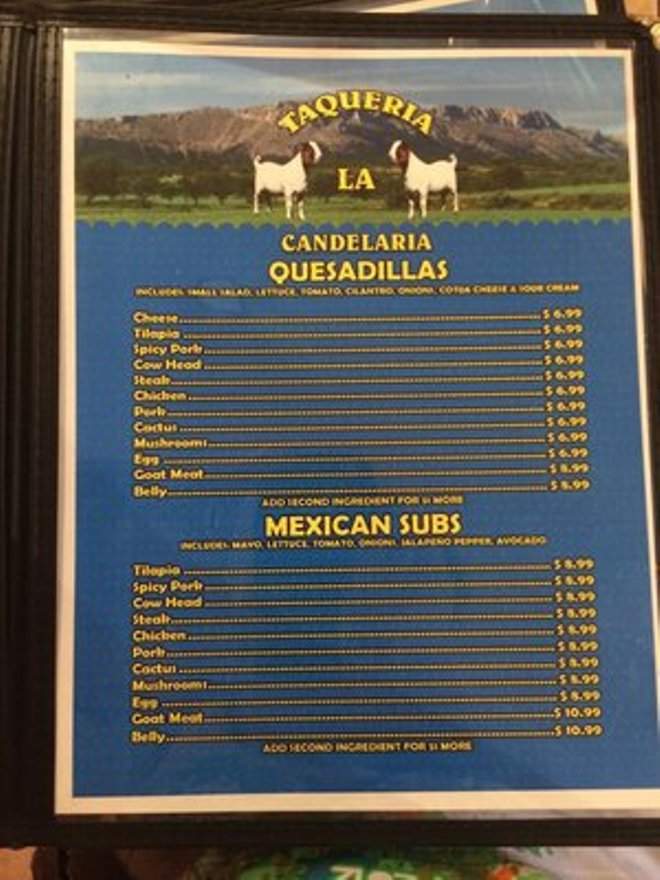 TAQUERIA
LA
CANDELARIA
QUESADILLAS
INCLUDES: SMALL SALAD, LETTUCE, TOMATO, CILANTRO, ONIONS, COTIJA CHEESE & SOUR CREAM
Cheese $ 6.99
Tilapia $ 6.99
Spicy Pork $ 6.99
Cow Head $ 6.99
Steak $ 6.99
Chicken $ 6.99
Pork $ 6.99
Cactus $ 6.99
Mushrooms $ 6.99
Egg $ 6.99
Goat Meat $ 8.99
Belly $ 8.99
ADD SECOND INGREDIENT FOR $1 MORE
MEXICAN SUBS
INCLUDES: MAYO, LETTUCE, TOMATO, ONIONS, JALAPEÑO PEPPER, AVOCADO
Tilapia $ 8.99
Spicy Pork $ 8.99
Cow Head $ 8.99
Steak $ 8.99
Chicken $ 8.99
Pork $ 8.99
Cactus $ 8.99
Mushrooms $ 8.99
Egg $ 8.99
Goat Meat $ 10.99
Belly $ 10.99
ADD SECOND INGREDIENT FOR $1 MORE